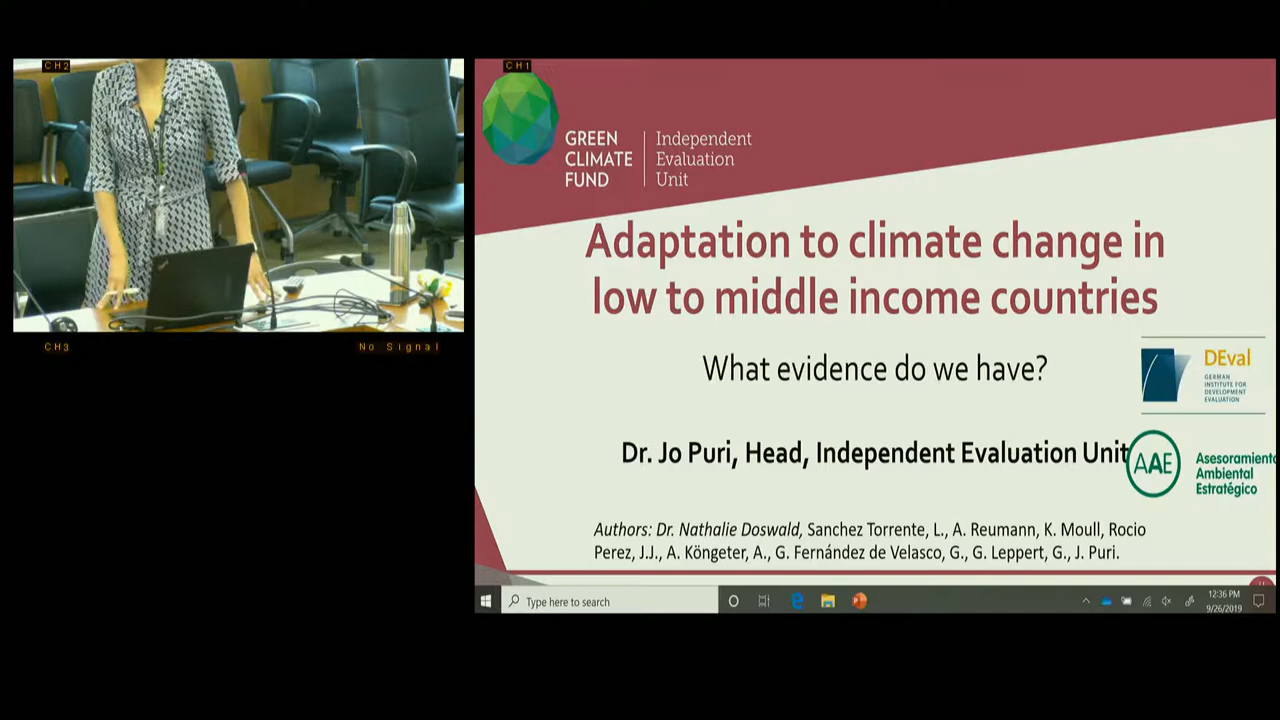 CH2
CH1
GREEN
CLIMATE
FUND
Independent
Evaluation
Unit
Adaptation to climate change in
low to middle income countries
What evidence do we have?
DEval
GERMAN
INSTITUTE FOR
DEVELOPMENT
EVALUATION
Dr. Jo Puri, Head, Independent Evaluation Unit
AAE
Asesoramiento
Ambiental
Estratégico
Authors: Dr. Nathalie Doswald, Sanchez Torrente, L., A. Reumann, K. Moull, Rocio
Perez, J.J., A. Köngeter, A., G. Fernández de Velasco, G., G. Leppert, G., J. Puri.
Type here to search
12:36 PM
9/26/2019
CH3
No Signal